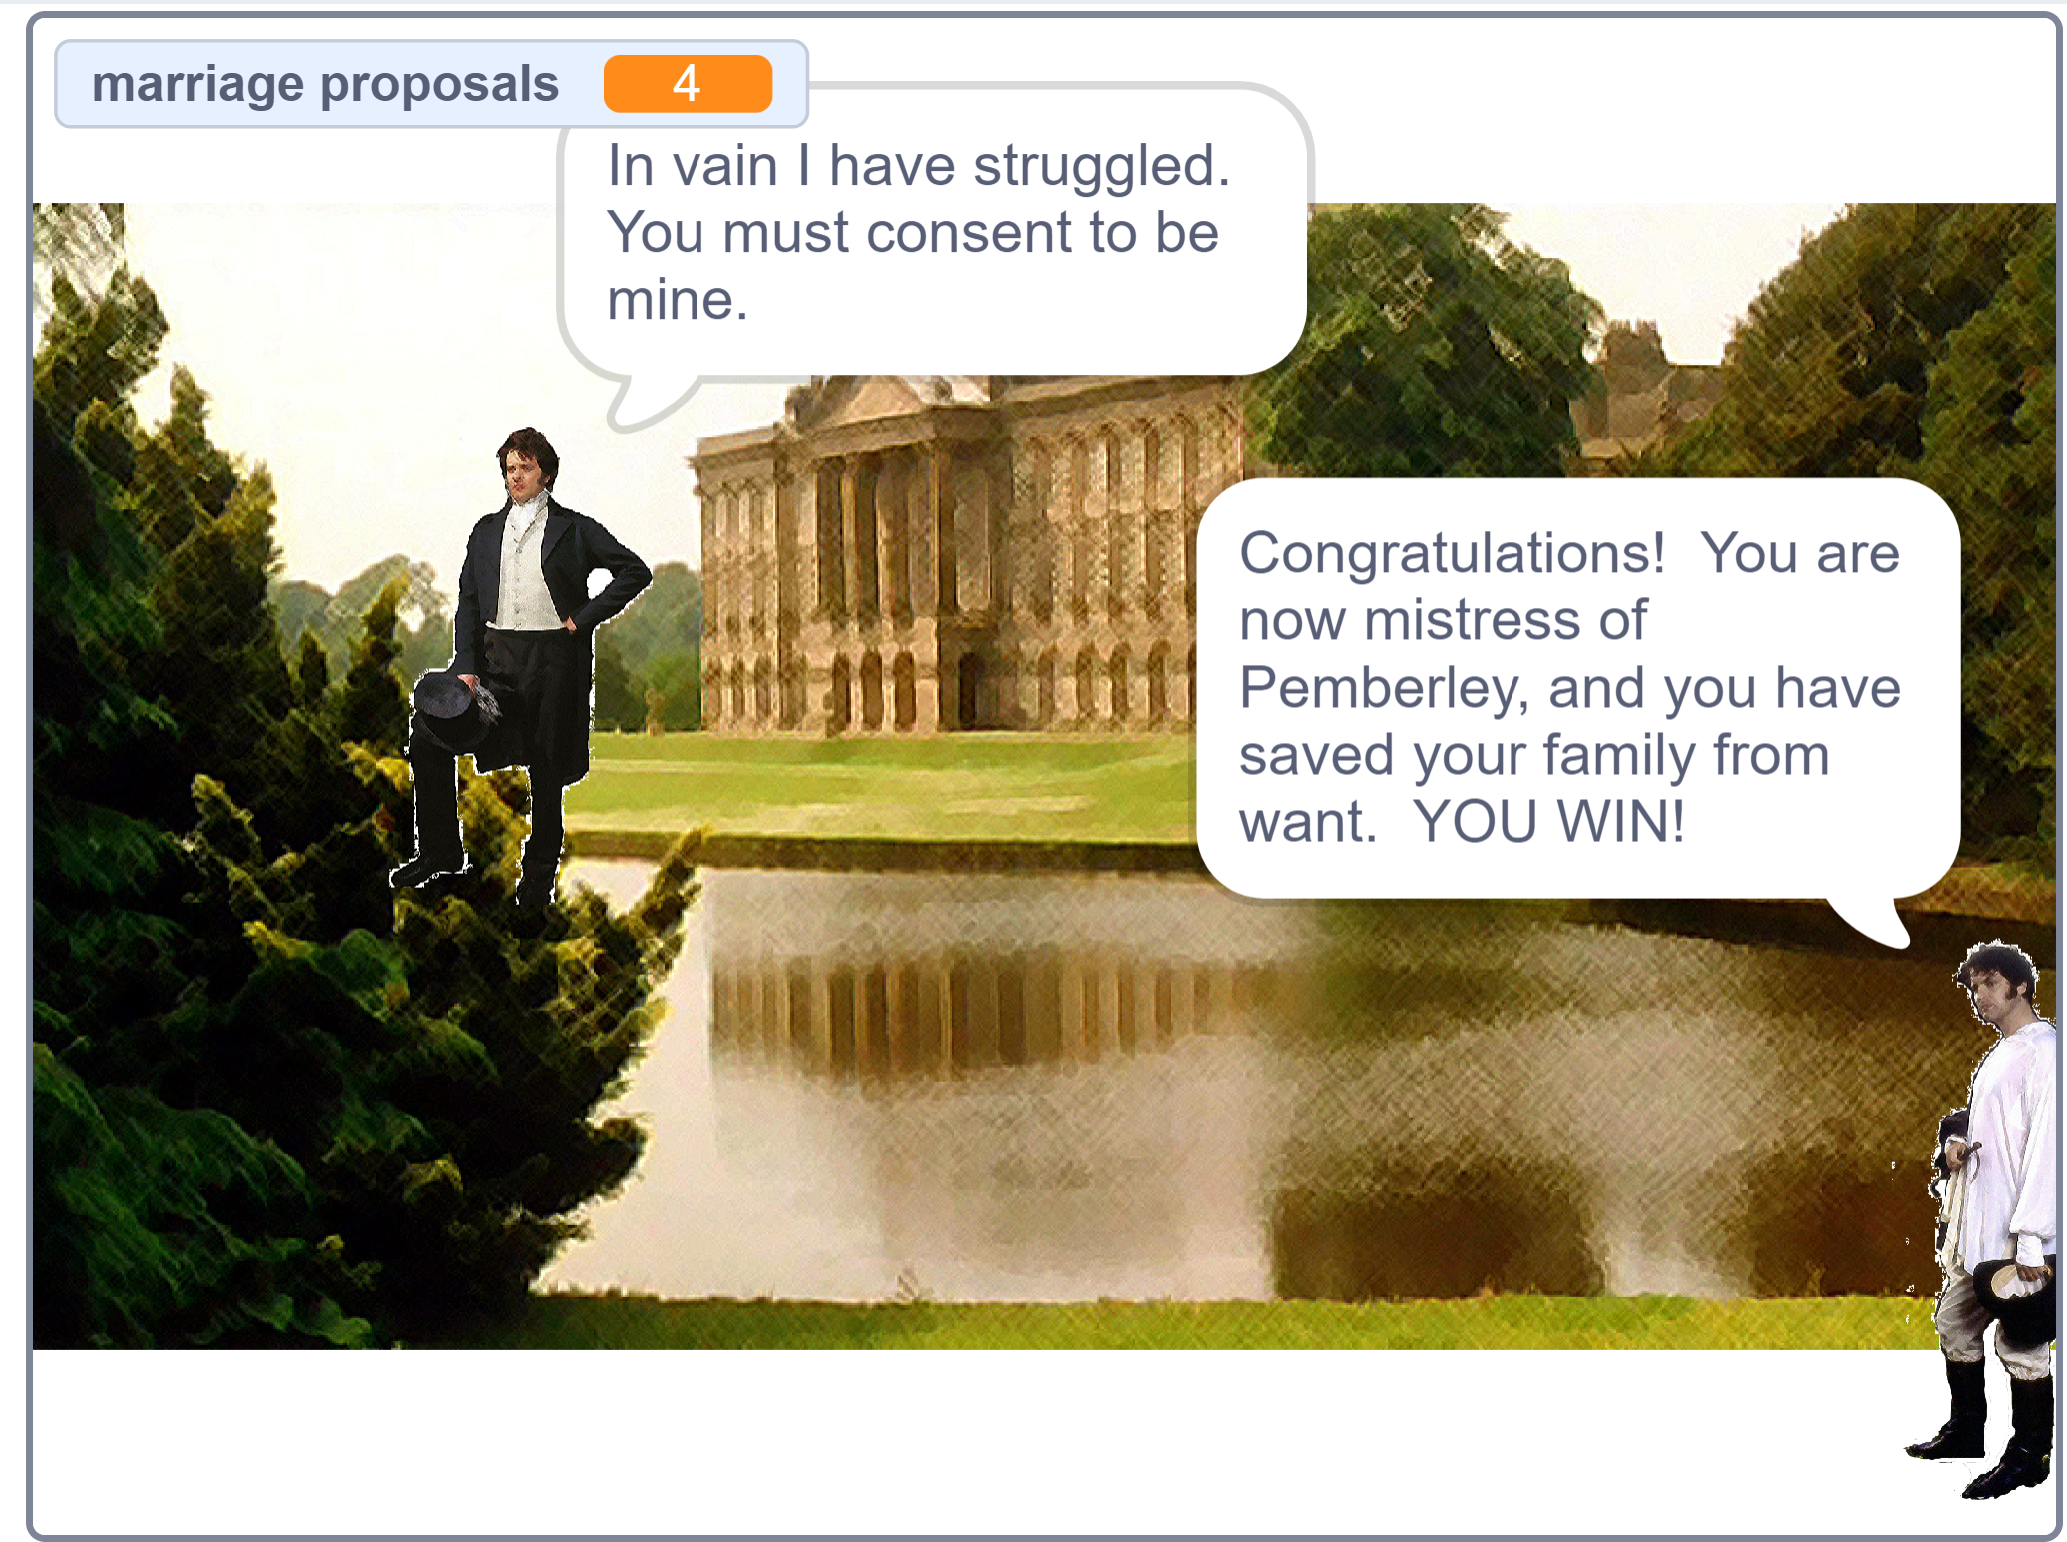 marriage proposals 4
In vain I have struggled.
You must consent to be
mine.
Congratulations!  You are
now mistress of
Pemberley, and you have
saved your family from
want.  YOU WIN!